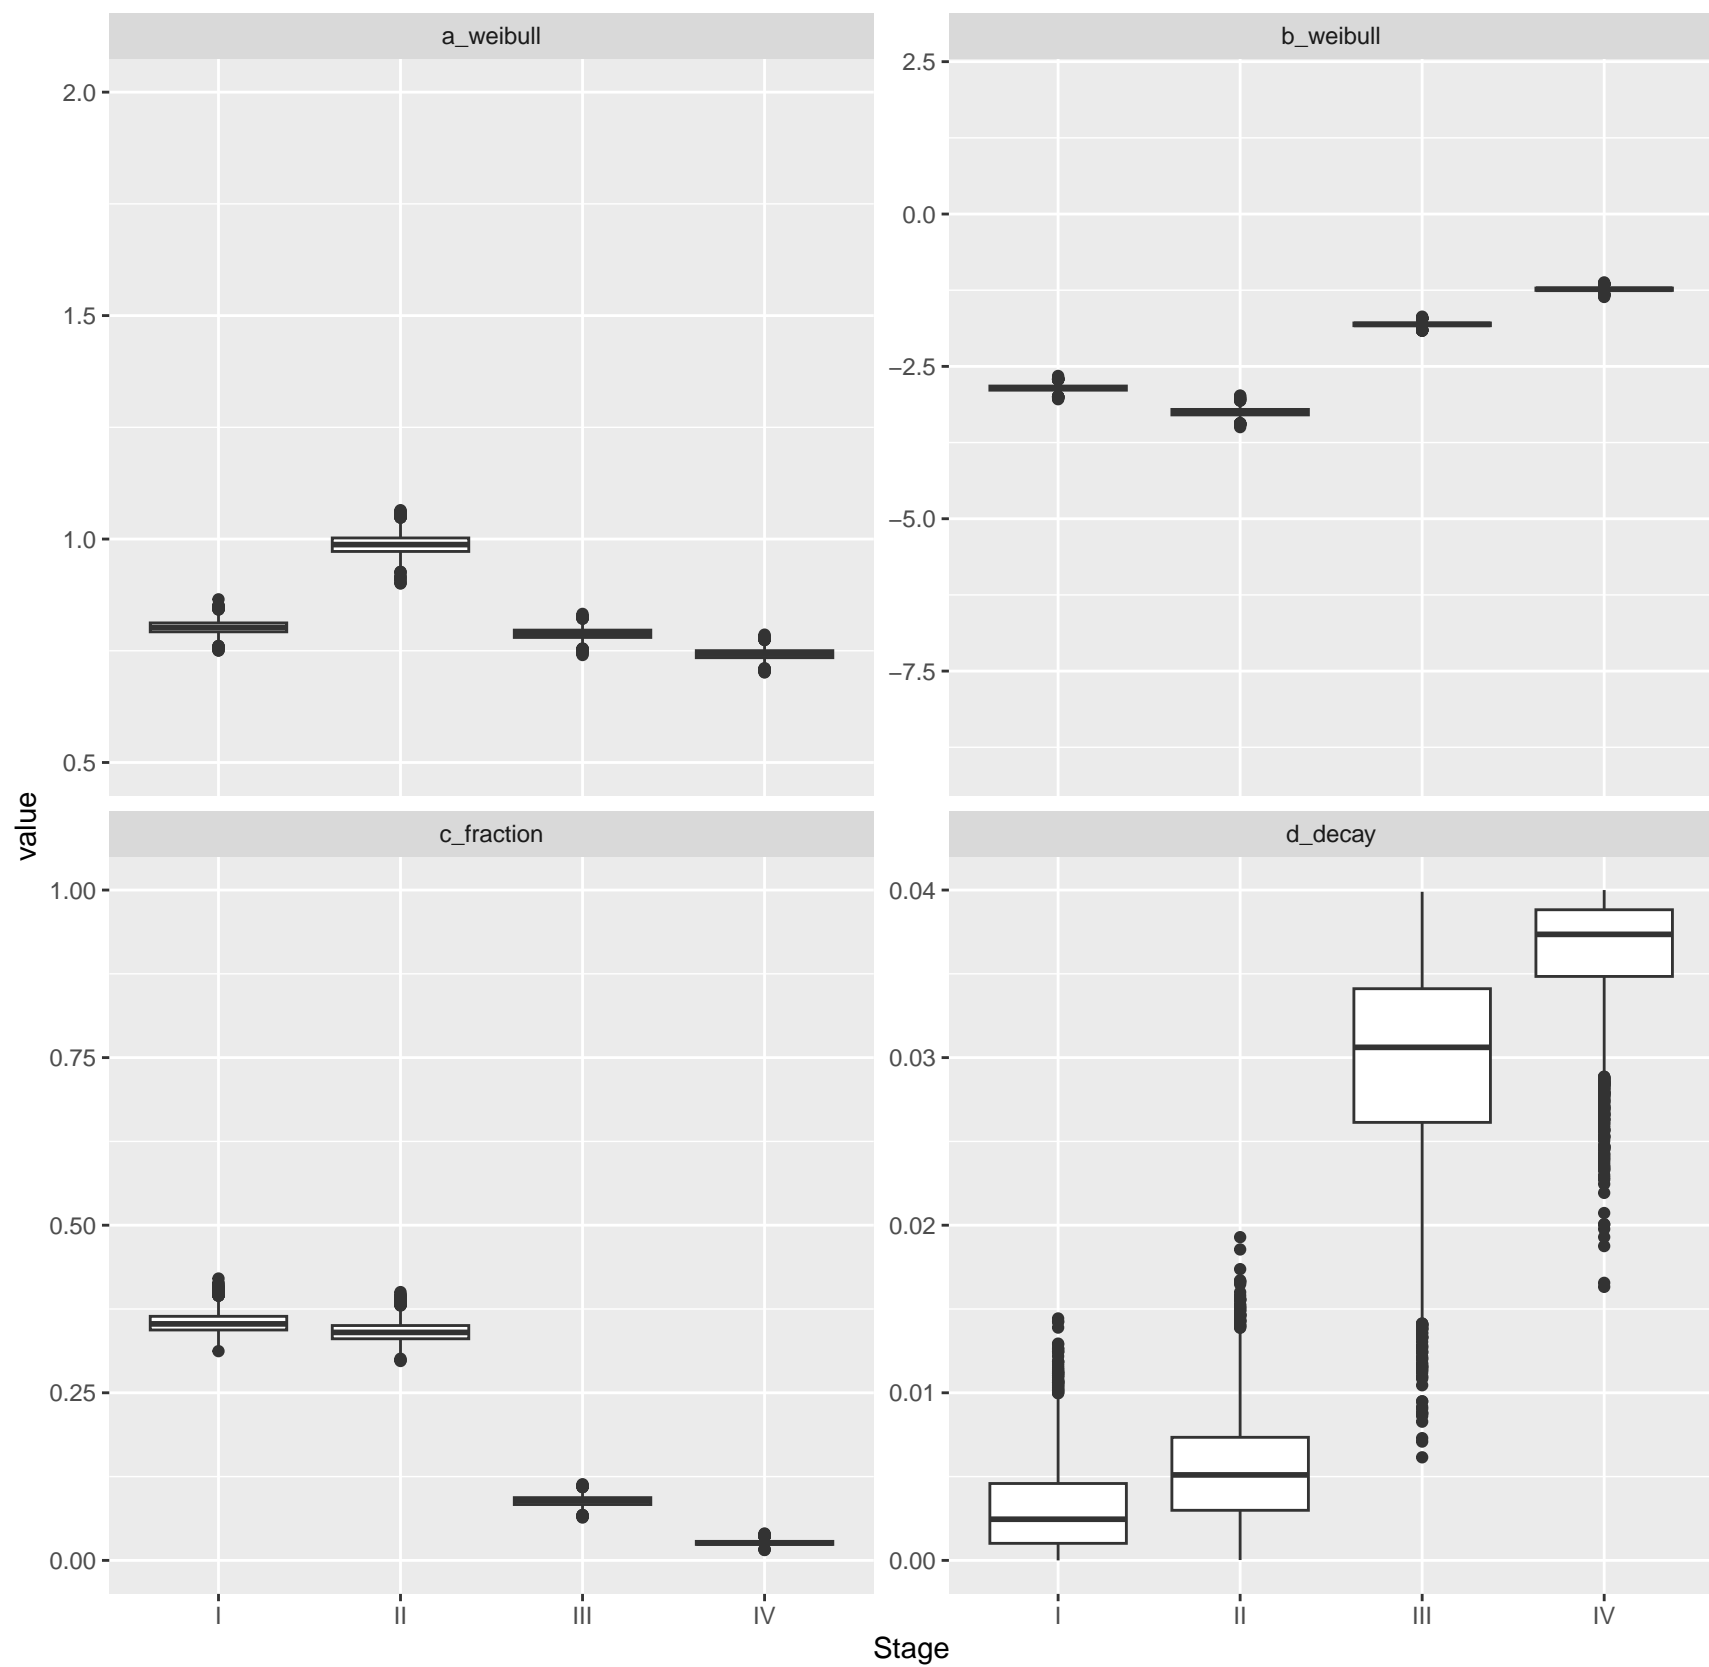 a_weibull
b_weibull
2.0
1.5
1.0
0.5
2.5
0.0
−2.5
−5.0
−7.5
value
c_fraction
d_decay
1.00
0.75
0.50
0.25
0.00
0.04
0.03
0.02
0.01
0.00
I II III IV
I II III IV
Stage